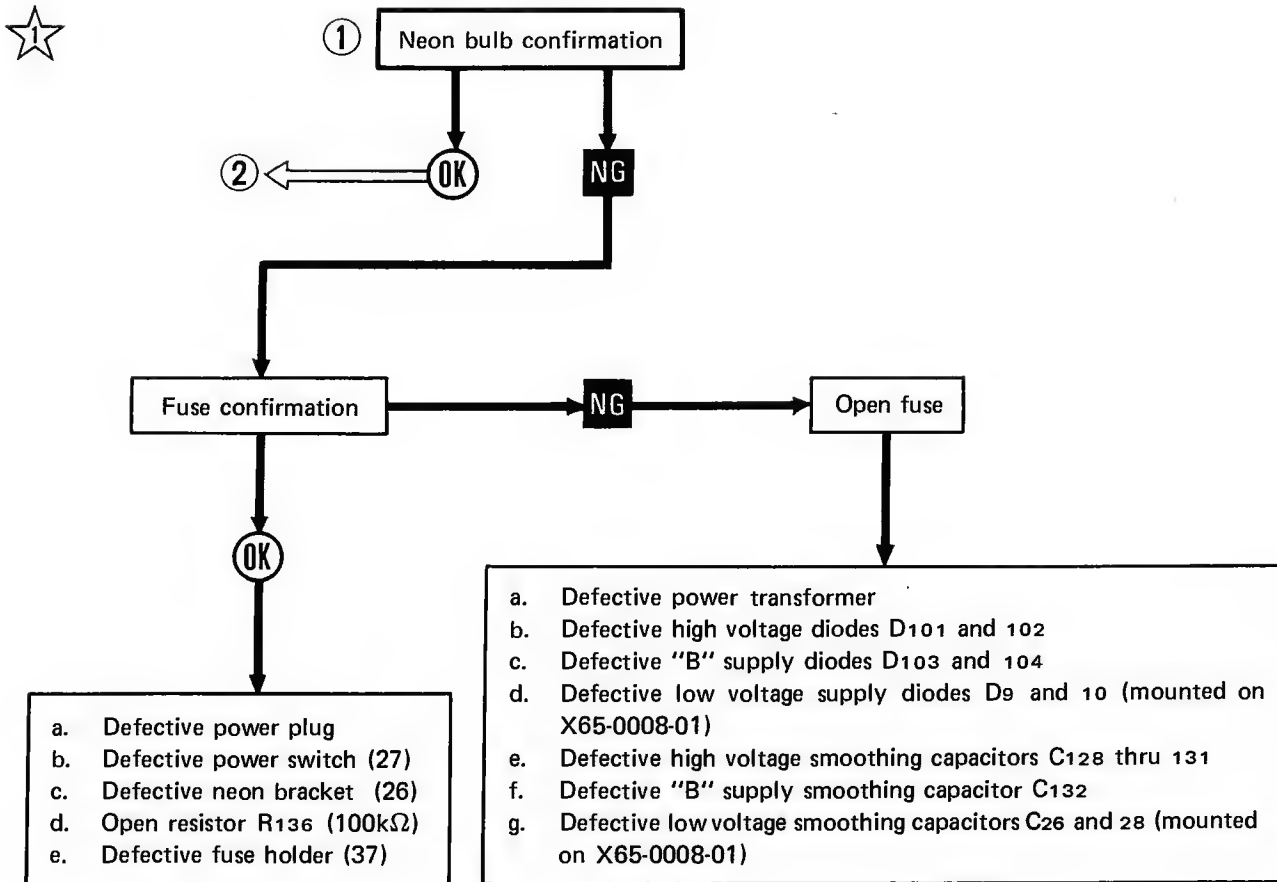 1
① Neon bulb confirmation
② OK NG
Fuse confirmation NG Open fuse
OK
a. Defective power plug
b. Defective power switch (27)
c. Defective neon bracket (26)
d. Open resistor R136 (100kΩ)
e. Defective fuse holder (37)
a. Defective power transformer
b. Defective high voltage diodes D101 and 102
c. Defective "B" supply diodes D103 and 104
d. Defective low voltage supply diodes D9 and 10 (mounted on
X65-0008-01)
e. Defective high voltage smoothing capacitors C128 thru 131
f. Defective "B" supply smoothing capacitor C132
g. Defective low voltage smoothing capacitors C26 and 28 (mounted
on X65-0008-01)